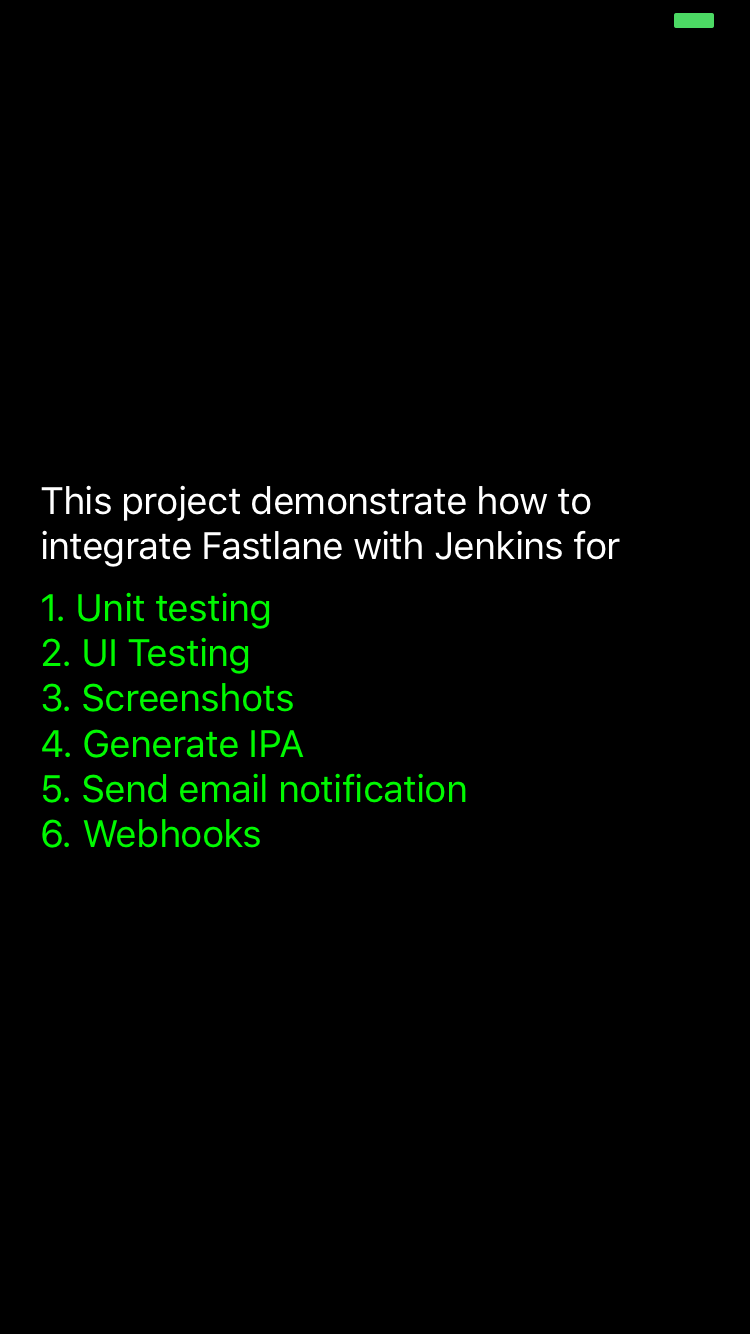 This project demonstrate how to
integrate Fastlane with Jenkins for
1. Unit testing
2. UI Testing
3. Screenshots
4. Generate IPA
5. Send email notification
6. Webhooks